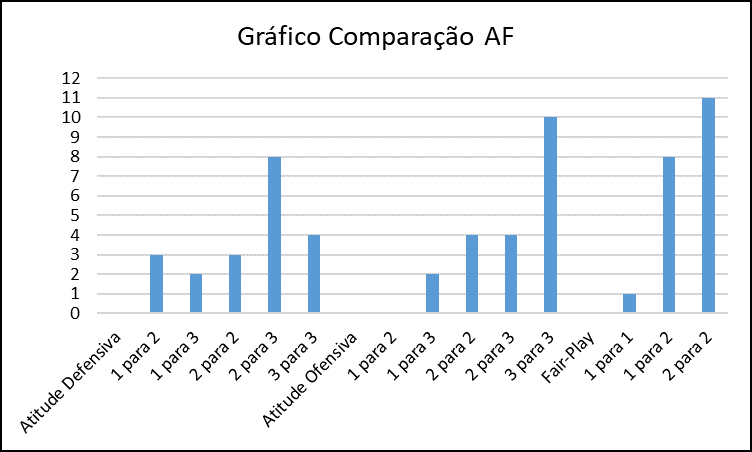 Gráfico Comparação AF
12
11
10
9
8
7
6
5
4
3
2
1
0
Atitude Defensiva
1 para 2
1 para 3
2 para 2
2 para 3
3 para 3
Atitude Ofensiva
1 para 2
1 para 3
2 para 2
2 para 3
3 para 3
Fair-Play
1 para 1
1 para 2
2 para 2